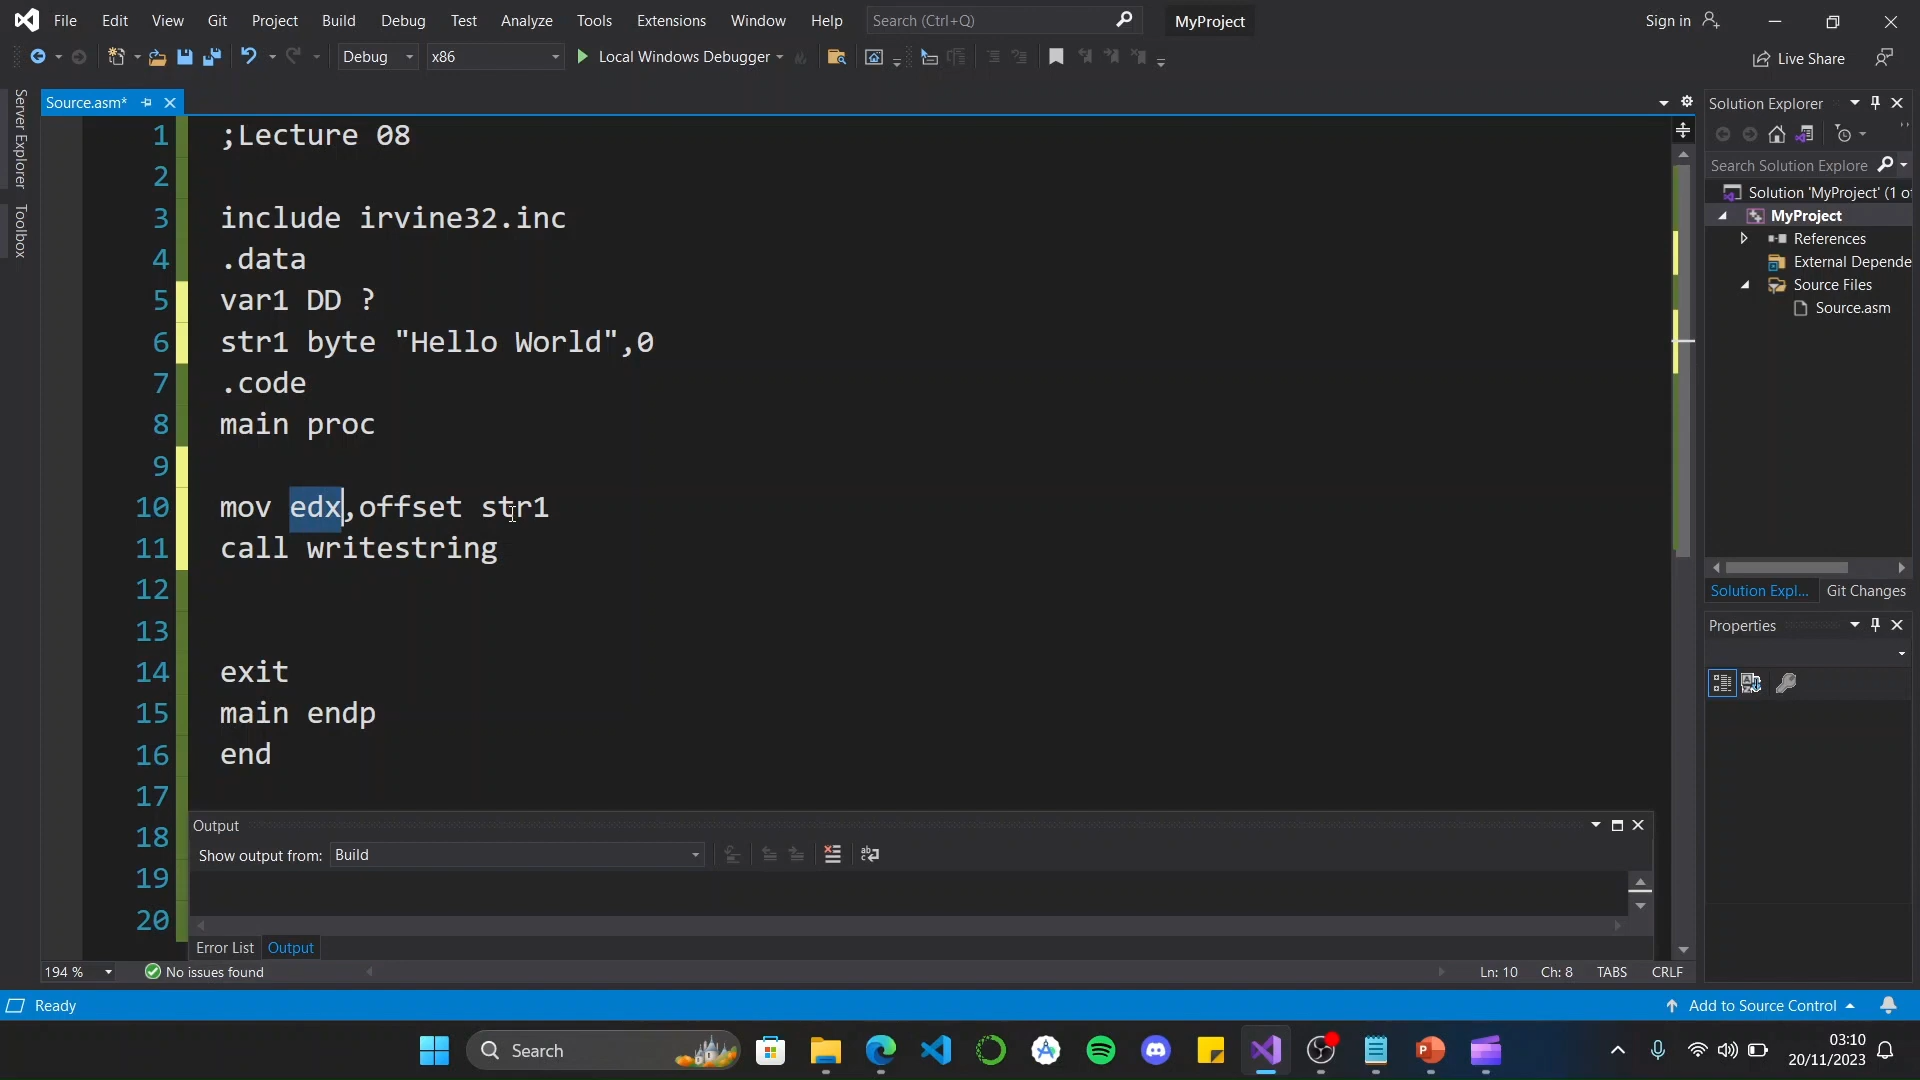 File Edit View Git Project Build Debug Test Analyze Tools Extensions Window Help Search (Ctrl+Q) MyProject Sign in
Debug x86 Local Windows Debugger Live Share
Server Explorer
Toolbox
Source.asm*
1 ;Lecture 08
2
3 include irvine32.inc
4 .data
5 var1 DD ?
6 str1 byte "Hello World",0
7 .code
8 main proc
9
10 mov edx,offset str1
11 call writestring
12
13
14 exit
15 main endp
16 end
17
18
19
20
Output
Show output from: Build
Error List Output
194 % No issues found Ln: 10 Ch: 8 TABS CRLF
Solution Explorer
Search Solution Explore
Solution 'MyProject' (1 o
MyProject
References
External Depende
Source Files
Source.asm
Solution Expl... Git Changes
Properties
Ready Add to Source Control
Search
03:10
20/11/2023